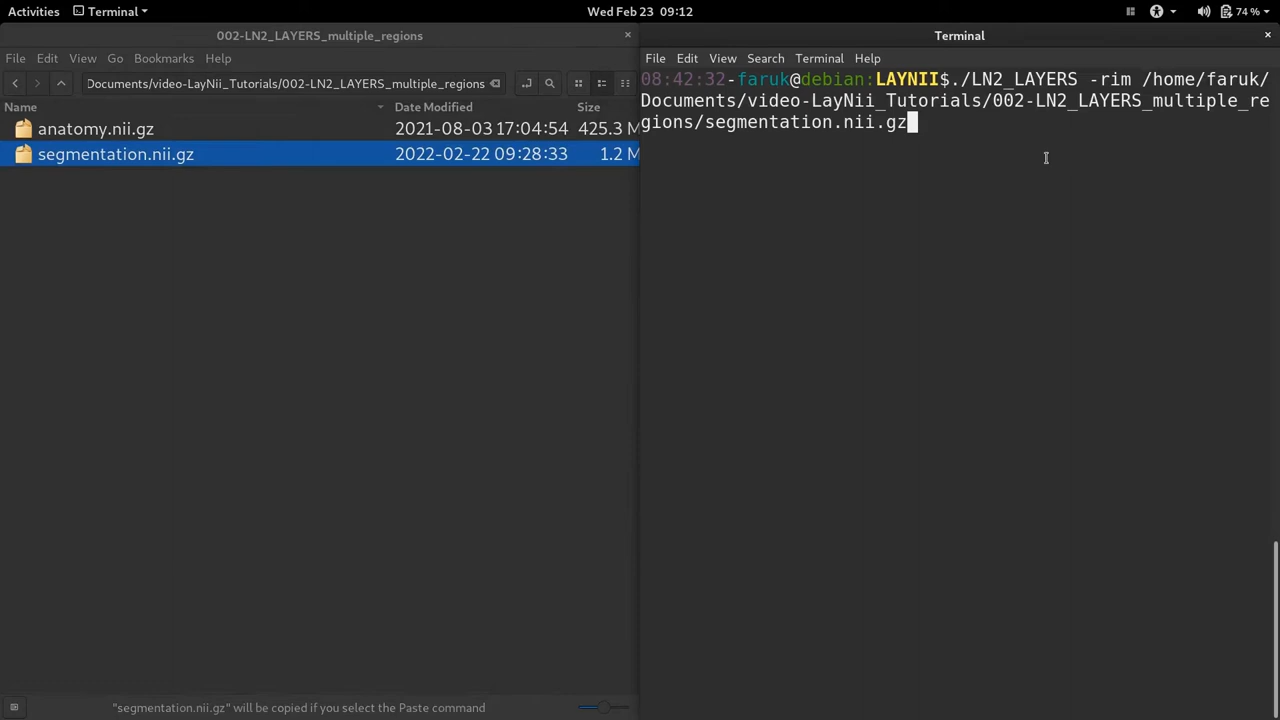 Activities Terminal Wed Feb 23 09:12 74 %
002-LN2_LAYERS_multiple_regions
File Edit View Go Bookmarks Help
Documents/video-LayNii_Tutorials/002-LN2_LAYERS_multiple_regions
Name Date Modified Size
anatomy.nii.gz 2021-08-03 17:04:54 425.3 M
segmentation.nii.gz 2022-02-22 09:28:33 1.2 M
"segmentation.nii.gz" will be copied if you select the Paste command
Terminal
File Edit View Search Terminal Help
08:42:32-faruk@debian:LAYNII$./LN2_LAYERS -rim /home/faruk/
Documents/video-LayNii_Tutorials/002-LN2_LAYERS_multiple_re
gions/segmentation.nii.gz